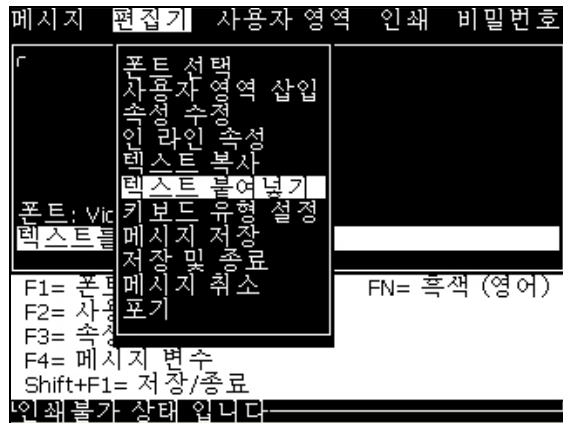 메시지 편집기 사용자 영역 인쇄 비밀번호
폰트 선택
사용자 영역 삽입
속성 수정
인 라인 속성
텍스트 복사
텍스트 붙여넣기
키보드 유형 설정
메시지 저장
저장 및 종료
메시지 취소
포기
폰트: Vid
텍스트를
F1= 폰트 FN= 흑색 (영어)
F2= 사용
F3= 속성
F4= 메시지 변수
Shift+F1= 저장/종료
인쇄불가 상태 입니다